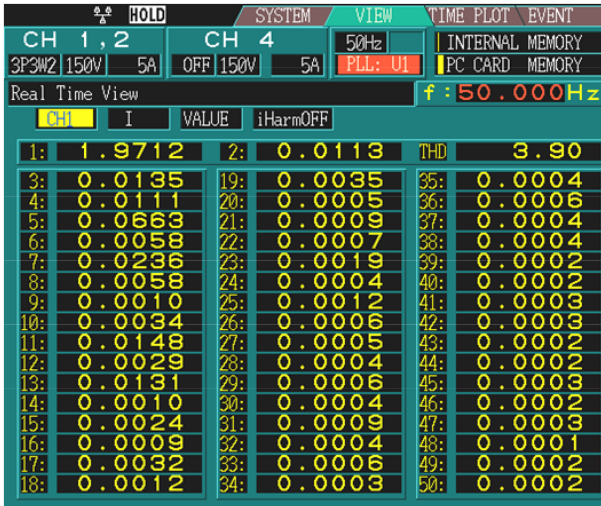 HOLD SYSTEM VIEW TIME PLOT EVENT
CH 1,2 CH 4 50Hz INTERNAL MEMORY
3P3W2 150V 5A OFF 150V 5A PLL: U1 PC CARD MEMORY
Real Time View f:50.000Hz
CH1 I VALUE iHarmOFF
1: 1.9712 2: 0.0113 THD 3.90
3: 0.0135 19: 0.0035 35: 0.0004
4: 0.0111 20: 0.0005 36: 0.0006
5: 0.0663 21: 0.0009 37: 0.0004
6: 0.0058 22: 0.0007 38: 0.0004
7: 0.0236 23: 0.0019 39: 0.0002
8: 0.0058 24: 0.0004 40: 0.0002
9: 0.0010 25: 0.0012 41: 0.0003
10: 0.0034 26: 0.0006 42: 0.0003
11: 0.0148 27: 0.0005 43: 0.0002
12: 0.0029 28: 0.0004 44: 0.0002
13: 0.0131 29: 0.0006 45: 0.0003
14: 0.0010 30: 0.0004 46: 0.0002
15: 0.0024 31: 0.0009 47: 0.0003
16: 0.0009 32: 0.0004 48: 0.0001
17: 0.0032 33: 0.0006 49: 0.0002
18: 0.0012 34: 0.0003 50: 0.0002